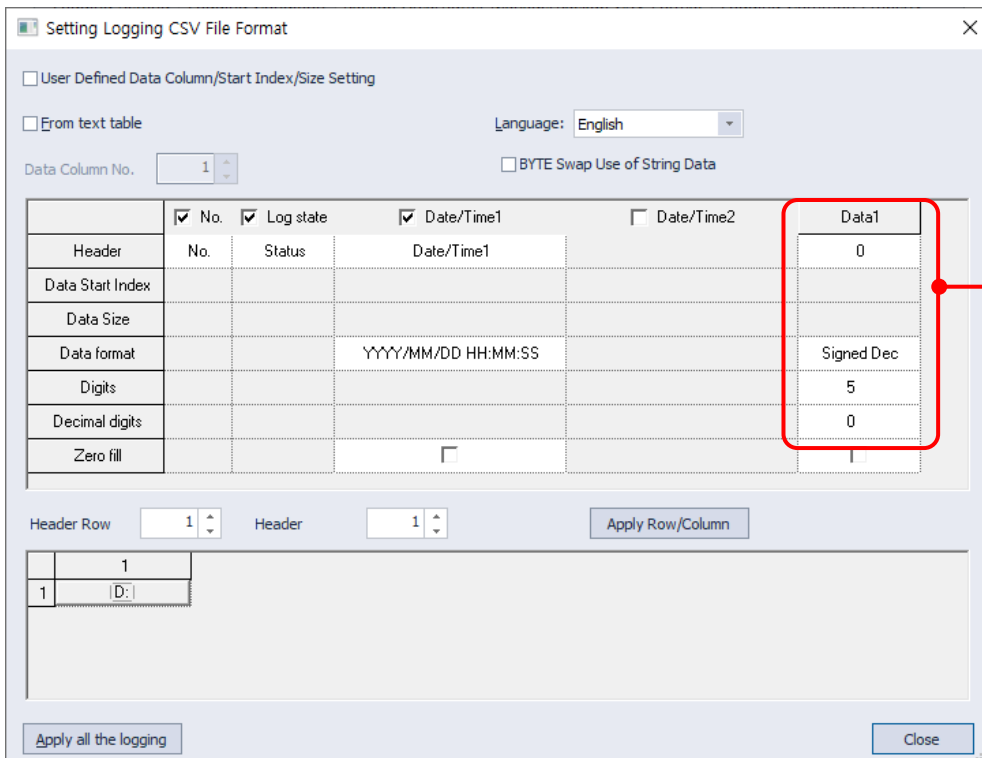 Setting Logging CSV File Format
User Defined Data Column/Start Index/Size Setting
From text table
Language: English
Data Column No. 1
BYTE Swap Use of String Data
No. Log state Date/Time1 Date/Time2 Data1
Header No. Status Date/Time1 0
Data Start Index
Data Size
Data format YYYY/MM/DD HH:MM:SS Signed Dec
Digits 5
Decimal digits 0
Zero fill
Header Row 1 Header 1 Apply Row/Column
1
1 D:
Apply all the logging Close